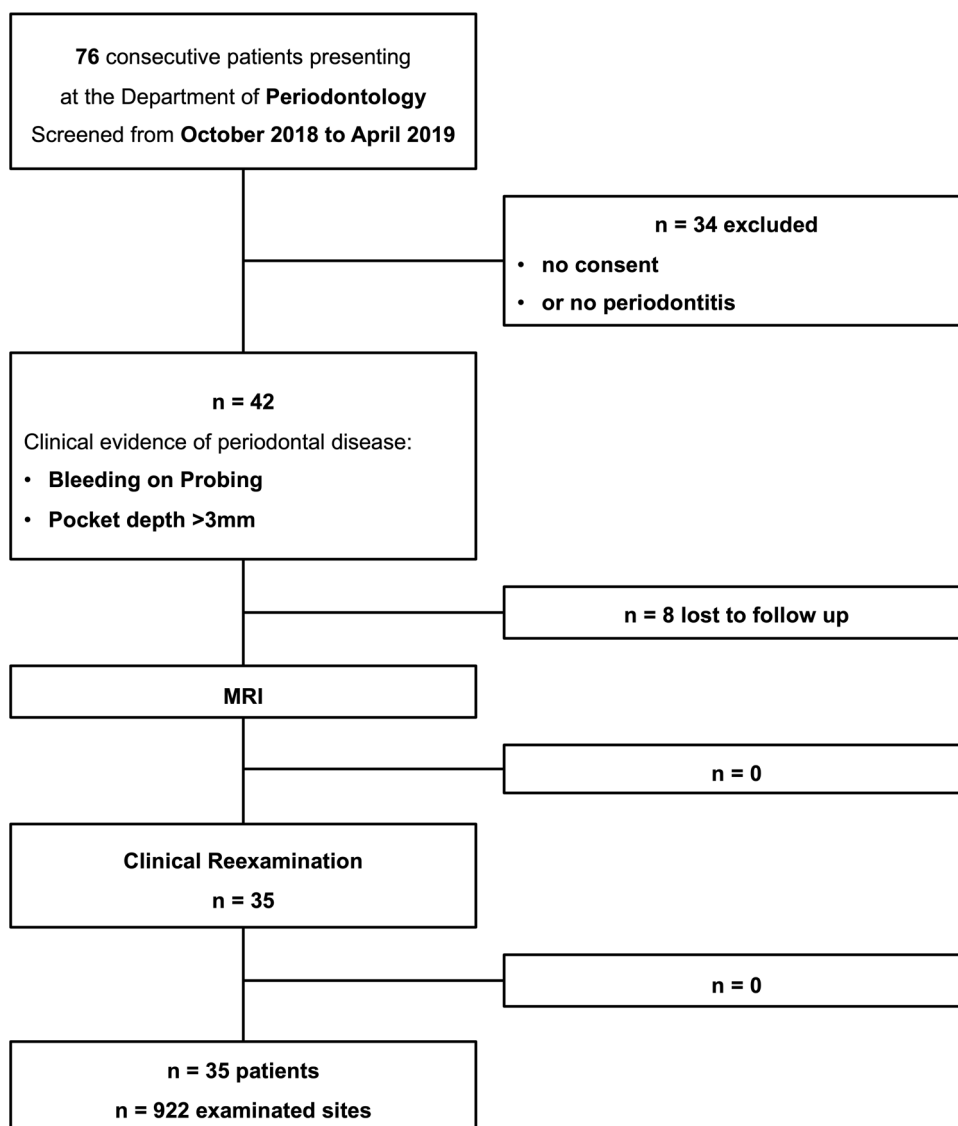 76 consecutive patients presenting
at the Department of Periodontology
Screened from October 2018 to April 2019
n = 34 excluded
• no consent
• or no periodontitis
n = 42
Clinical evidence of periodontal disease:
• Bleeding on Probing
• Pocket depth >3mm
n = 8 lost to follow up
MRI
n = 0
Clinical Reexamination
n = 35
n = 0
n = 35 patients
n = 922 examinated sites